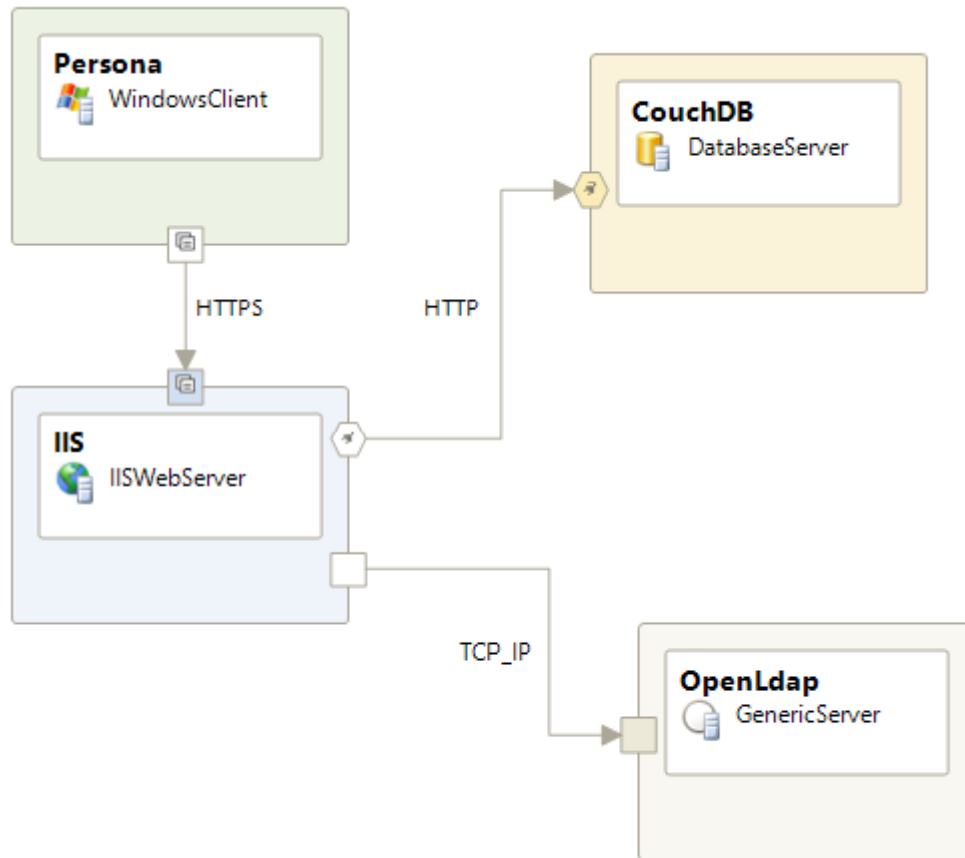 Persona
WindowsClient
CouchDB
DatabaseServer
HTTPS
HTTP
IIS
IISWebServer
TCP_IP
OpenLdap
GenericServer